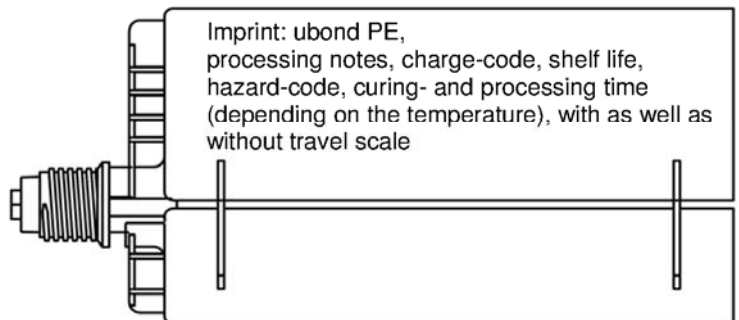 Imprint: ubond PE,
processing notes, charge-code, shelf life,
hazard-code, curing- and processing time
(depending on the temperature), with as well as
without travel scale